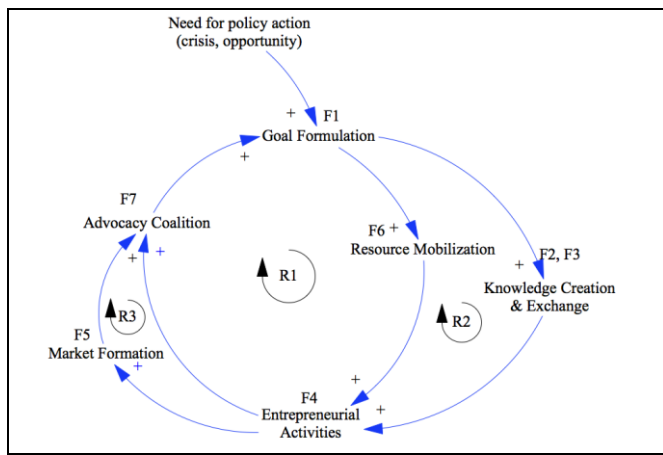 Need for policy action
(crisis, opportunity)
+
F1
Goal Formulation
+
F7
Advocacy Coalition
+
+
F6
+
Resource Mobilization
F2, F3
+
Knowledge Creation
& Exchange
R1
R3
R2
F5
Market Formation
+
+
+
F4
Entrepreneurial
Activities